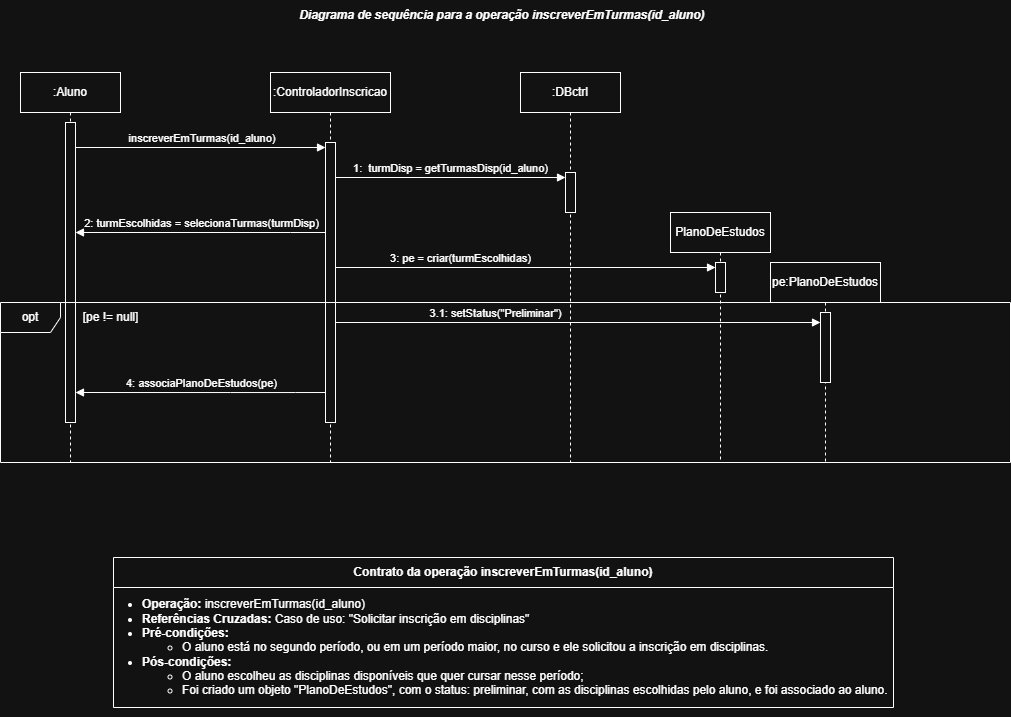 Diagrama de sequência para a operação inscreverEmTurmas(id_aluno)
:Aluno
:ControladorInscricao
:DBctrl
inscreverEmTurmas(id_aluno)
1: turmDisp = getTurmasDisp(id_aluno)
2: turmEscolhidas = selecionaTurmas(turmDisp)
PlanoDeEstudos
3: pe = criar(turmEscolhidas)
pe:PlanoDeEstudos
opt
[pe != null]
3.1: setStatus("Preliminar")
4: associaPlanoDeEstudos(pe)
Contrato da operação inscreverEmTurmas(id_aluno)
• Operação: inscreverEmTurmas(id_aluno)
• Referências Cruzadas: Caso de uso: "Solicitar inscrição em disciplinas"
• Pré-condições:
◦ O aluno está no segundo período, ou em um período maior, no curso e ele solicitou a inscrição em disciplinas.
• Pós-condições:
◦ O aluno escolheu as disciplinas disponíveis que quer cursar nesse período;
◦ Foi criado um objeto "PlanoDeEstudos", com o status: preliminar, com as disciplinas escolhidas pelo aluno, e foi associado ao aluno.